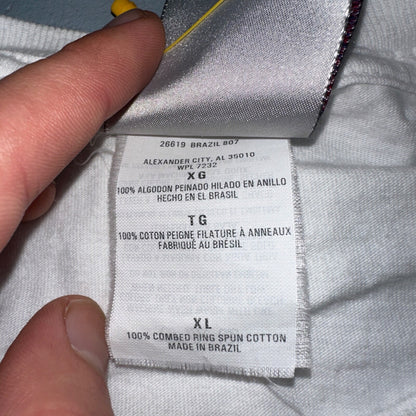 26619 BRAZIL 807
ALEXANDER CITY, AL 35010
WPL 7232
XG
100% ALGODON PEINADO HILADO EN ANILLO
HECHO EN EL BRASIL
TG
100% COTON PEIGNE FILATURE À ANNEAUX
FABRIQUÉ AU BRÉSIL
XL
100% COMBED RING SPUN COTTON
MADE IN BRAZIL